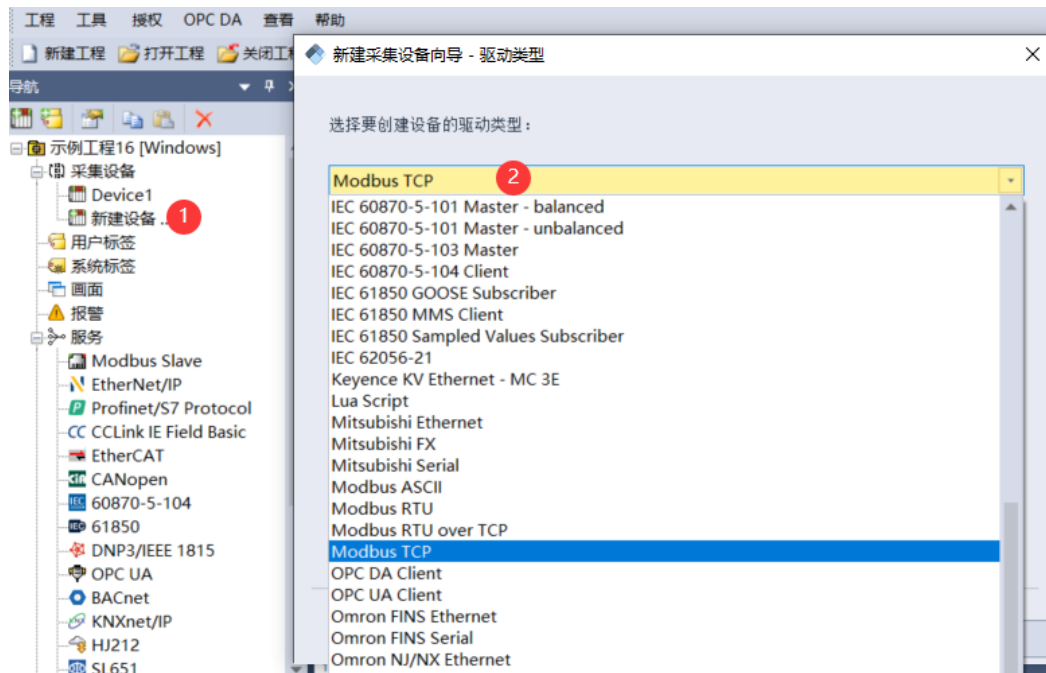 工程 工具 授权 OPC DA 查看 帮助
新建工程 打开工程 关闭工
导航
示例工程16 [Windows]
采集设备
Device1
新建设备 ...
1
用户标签
系统标签
画面
报警
服务
Modbus Slave
EtherNet/IP
Profinet/S7 Protocol
CC CCLink IE Field Basic
EtherCAT
CANopen
IEC 60870-5-104
61850
DNP3/IEEE 1815
OPC UA
BACnet
KNXnet/IP
HJ212
SL651
新建采集设备向导 - 驱动类型
选择要创建设备的驱动类型：
Modbus TCP
2
IEC 60870-5-101 Master - balanced
IEC 60870-5-101 Master - unbalanced
IEC 60870-5-103 Master
IEC 60870-5-104 Client
IEC 61850 GOOSE Subscriber
IEC 61850 MMS Client
IEC 61850 Sampled Values Subscriber
IEC 62056-21
Keyence KV Ethernet - MC 3E
Lua Script
Mitsubishi Ethernet
Mitsubishi FX
Mitsubishi Serial
Modbus ASCII
Modbus RTU
Modbus RTU over TCP
Modbus TCP
OPC DA Client
OPC UA Client
Omron FINS Ethernet
Omron FINS Serial
Omron NJ/NX Ethernet